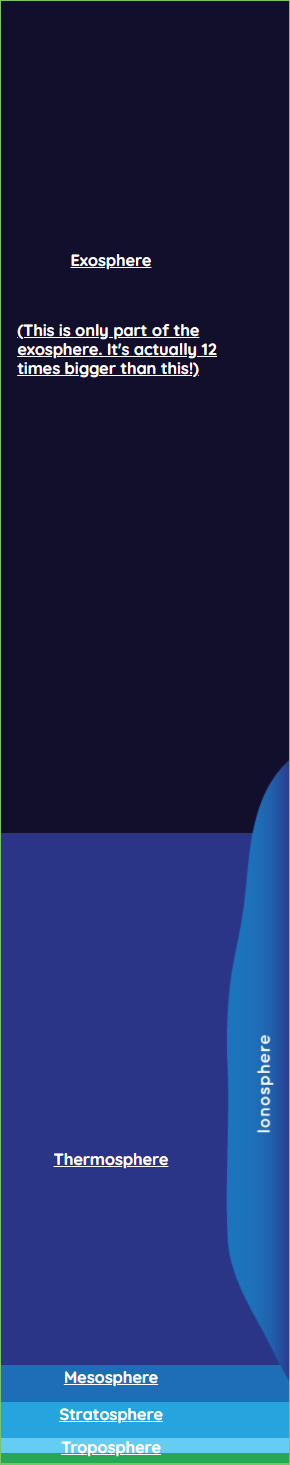 Exosphere
(This is only part of the
exosphere. It's actually 12
times bigger than this!)
Ionosphere
Thermosphere
Mesosphere
Stratosphere
Troposphere